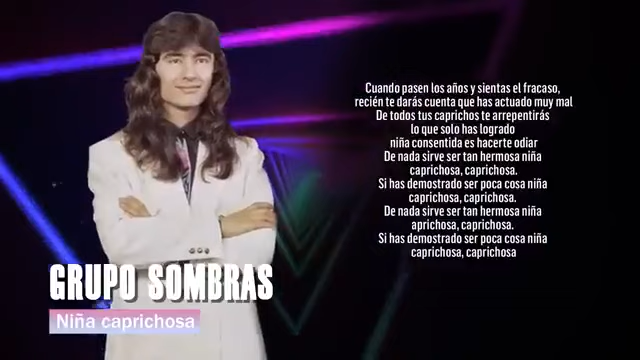 Cuando pasen los años y sientas el fracaso,
recién te darás cuenta que has actuado muy mal
De todos tus caprichos te arrepentirás
lo que solo has logrado
niña consentida es hacerte odiar
De nada sirve ser tan hermosa niña
caprichosa, caprichosa.
Si has demostrado ser poca cosa niña
caprichosa, caprichosa.
De nada sirve ser tan hermosa niña
aprichosa, caprichosa.
Si has demostrado ser poca cosa niña
caprichosa, caprichosa
GRUPO SOMBRAS
Niña caprichosa